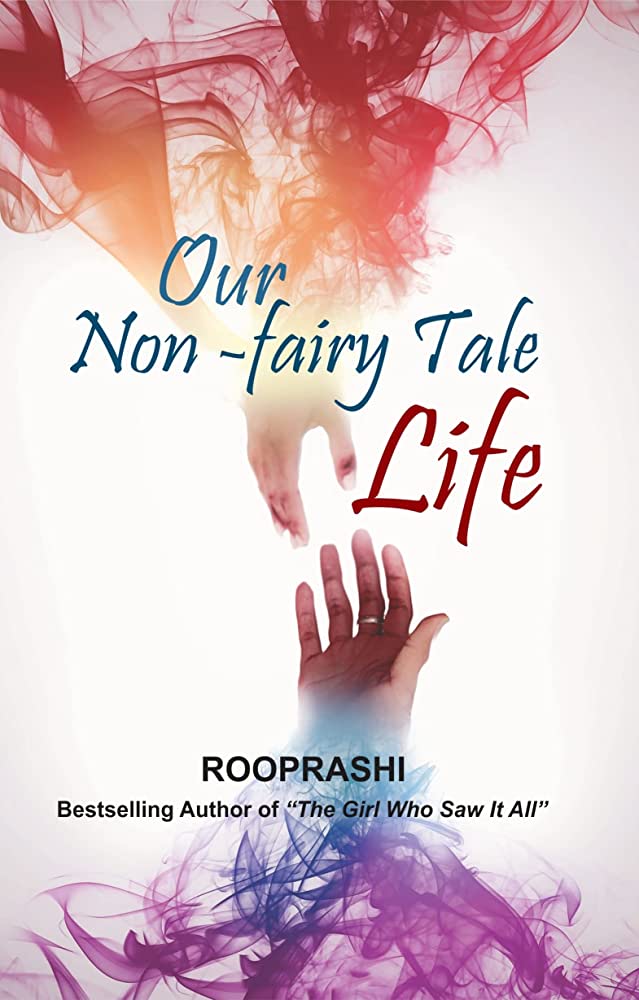 Our
Non -fairy Tale
Life
ROOPRASHI
Bestselling Author of “The Girl Who Saw It All”